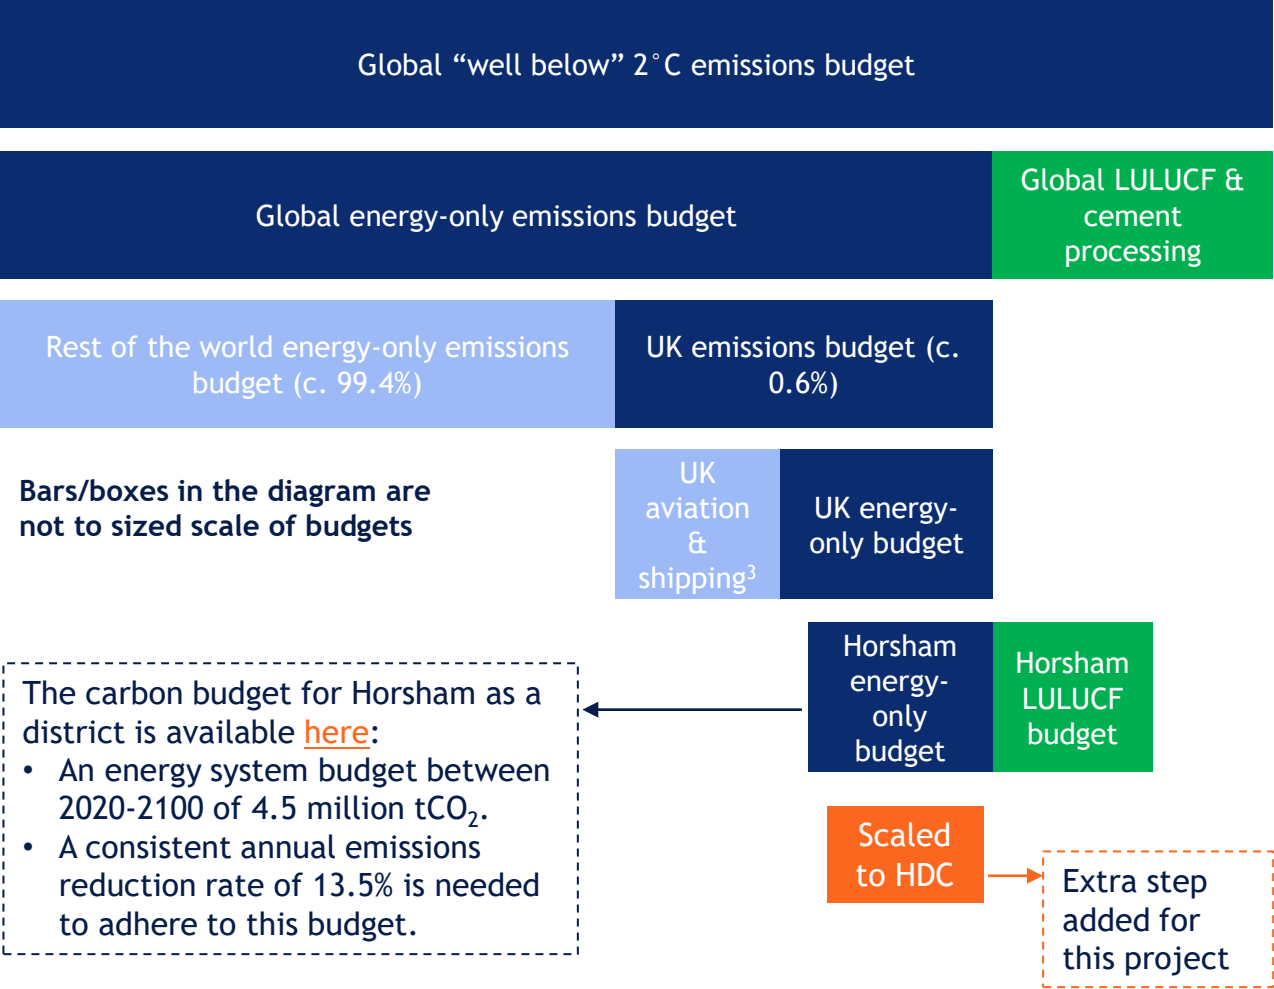 Global “well below” 2°C emissions budget
Global energy-only emissions budget
Global LULUCF &
cement
processing
Rest of the world energy-only emissions
budget (c. 99.4%)
UK emissions budget (c.
0.6%)
Bars/boxes in the diagram are
not to sized scale of budgets
UK
aviation
&
shipping³
UK energy-
only budget
Horsham
energy-
only
budget
Horsham
LULUCF
budget
The carbon budget for Horsham as a
district is available here:
• An energy system budget between
2020-2100 of 4.5 million tCO₂.
• A consistent annual emissions
reduction rate of 13.5% is needed
to adhere to this budget.
Scaled
to HDC
Extra step
added for
this project